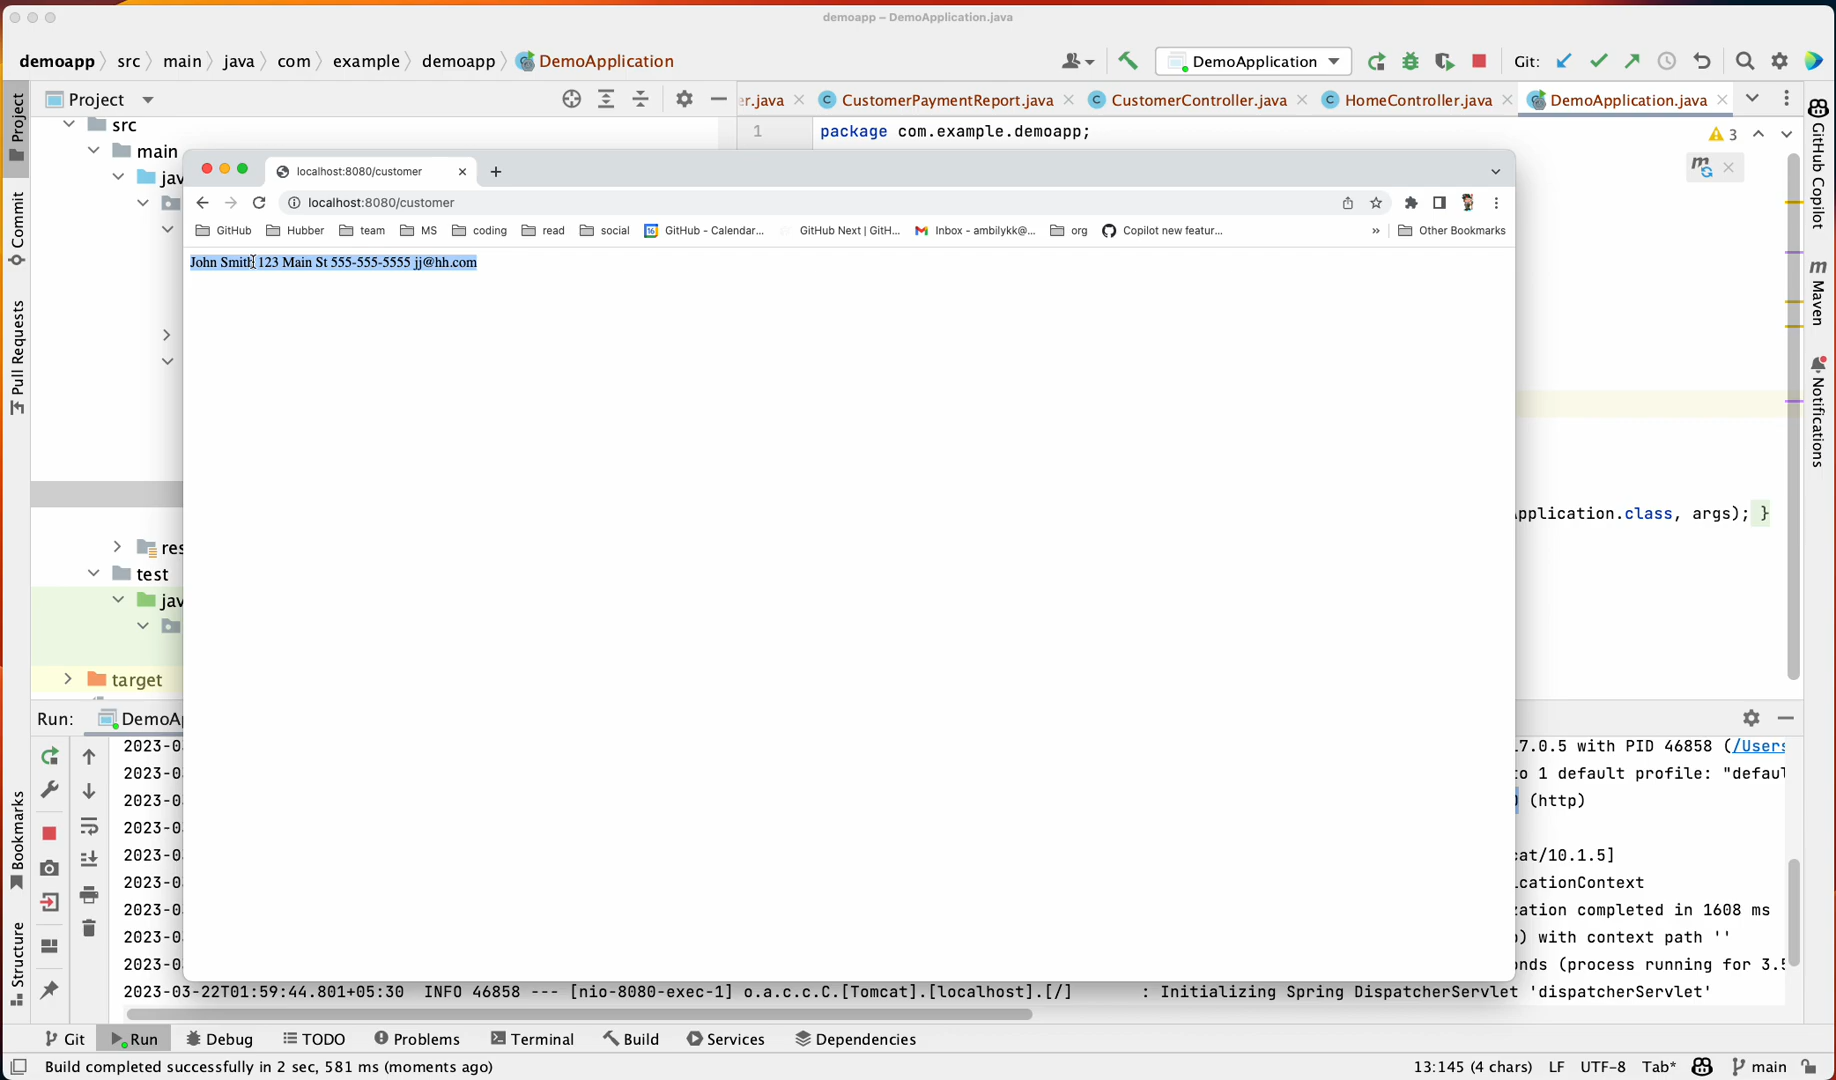 demoapp – DemoApplication.java
demoapp src main java com example demoapp DemoApplication
DemoApplication Git:
Project
er.java CustomerPaymentReport.java CustomerController.java HomeController.java DemoApplication.java
src
1 package com.example.demoapp;
3
main
jav
localhost:8080/customer
localhost:8080/customer
GitHub Hubber team MS coding read social GitHub - Calendar... GitHub Next | GitH... Inbox - ambilykk@... org Copilot new featur... » Other Bookmarks
John Smith 123 Main St 555-555-5555 jj@hh.com
pplication.class, args); }
res
test
jav
target
Project
Commit
Pull Requests
Bookmarks
Structure
GitHub Copilot
Maven
Notifications
Run: DemoAp
2023-0 17.0.5 with PID 46858 (/Users
2023-0 to 1 default profile: "defaul
2023-0 (http)
2023-0
2023-0 cat/10.1.5]
2023-0 icationContext
2023-0 zation completed in 1608 ms
2023-0 ) with context path ''
2023-0 nds (process running for 3.5
2023-03-22T01:59:44.801+05:30 INFO 46858 --- [nio-8080-exec-1] o.a.c.c.C.[Tomcat].[localhost].[/] : Initializing Spring DispatcherServlet 'dispatcherServlet'
Git Run Debug TODO Problems Terminal Build Services Dependencies
Build completed successfully in 2 sec, 581 ms (moments ago) 13:145 (4 chars) LF UTF-8 Tab* main